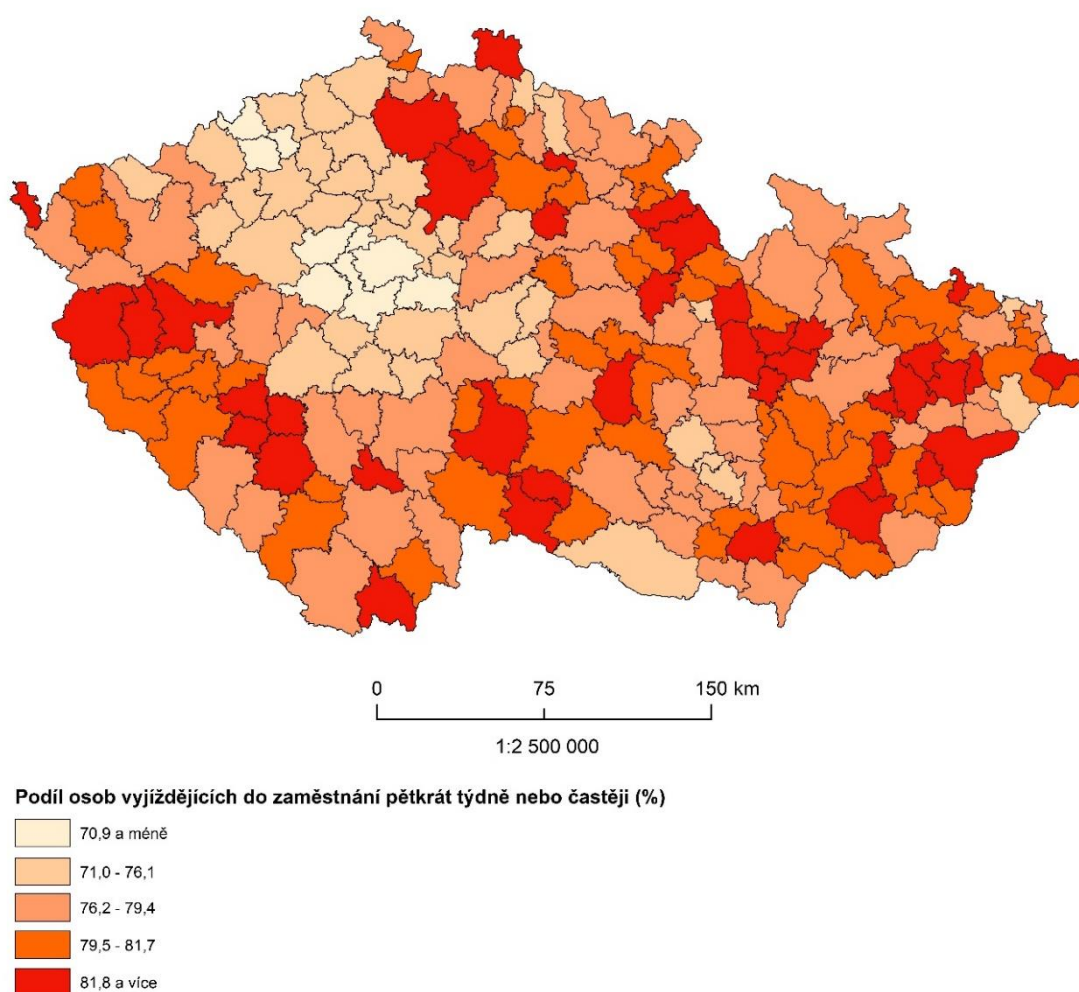 0 75 150 km
1:2 500 000
Podíl osob vyjíždějících do zaměstnání pětkrát týdně nebo častěji (%)
70,9 a méně
71,0 - 76,1
76,2 - 79,4
79,5 - 81,7
81,8 a více